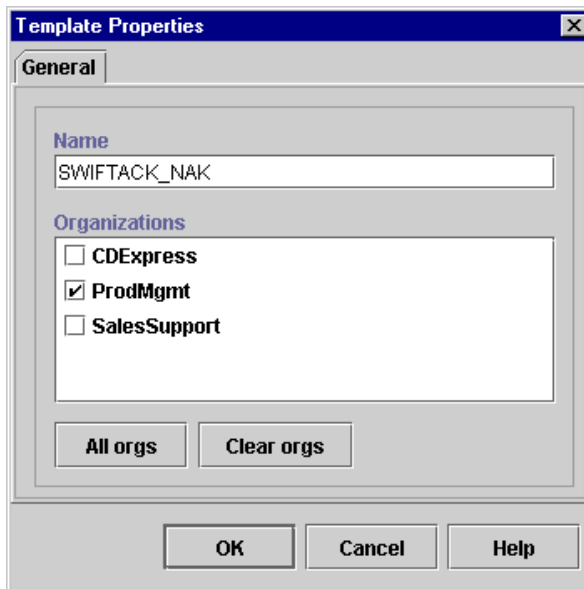 Template Properties
General
Name
SWIFTACK_NAK
Organizations
CDExpress
ProdMgmt
SalesSupport
All orgs Clear orgs
OK Cancel Help